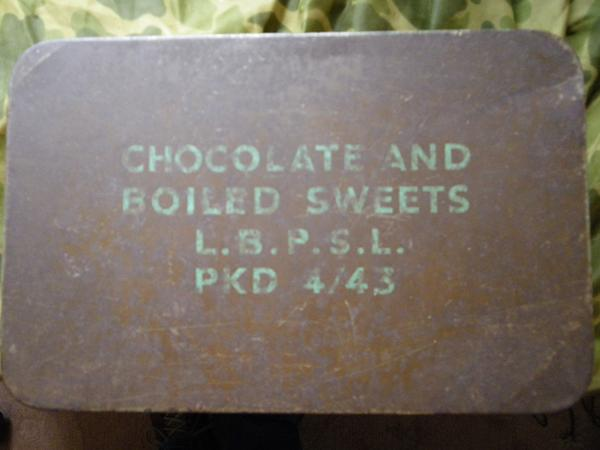 CHOCOLATE AND
BOILED SWEETS
L.B.P.S.L.
PKD 4/43